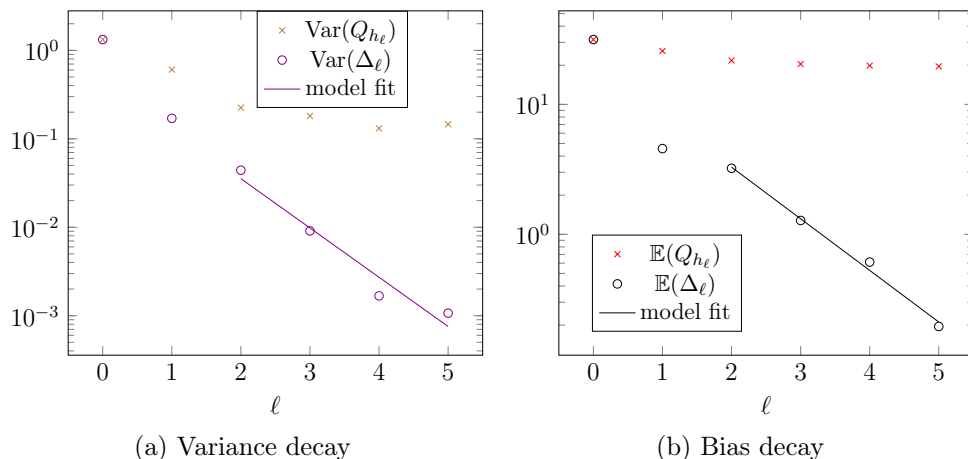 10^0
10^{-1}
10^{-2}
10^{-3}
Var(Q_{h_ℓ})
Var(Δ_ℓ)
model fit
0 1 2 3 4 5
ℓ
(a) Variance decay
10^1
10^0
𝔼(Q_{h_ℓ})
𝔼(Δ_ℓ)
model fit
0 1 2 3 4 5
ℓ
(b) Bias decay